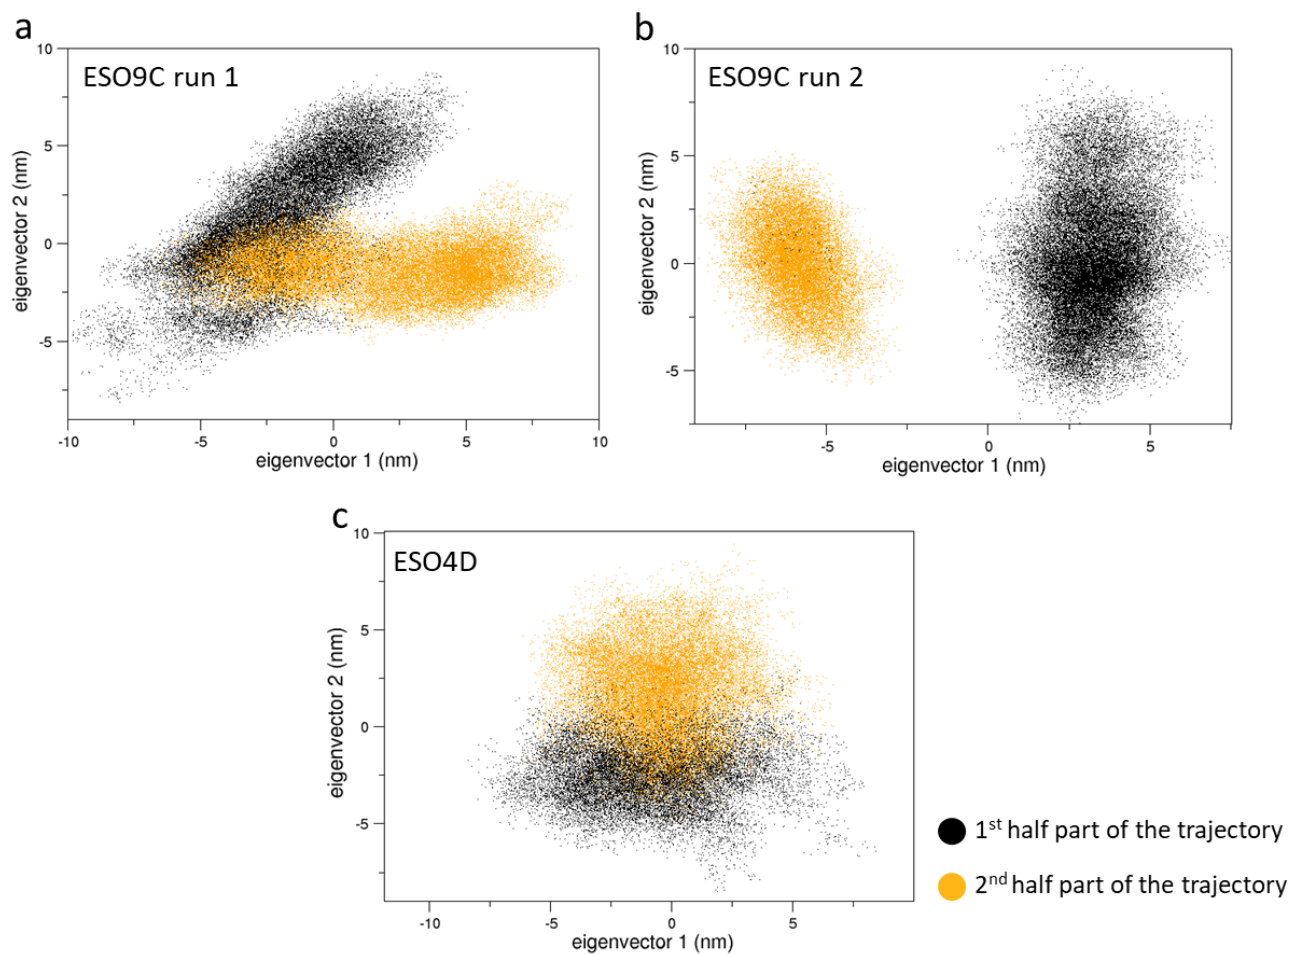 a
ESO9C run 1
10
5
0
-5
eigenvector 2 (nm)
-10
-5
0
5
10
eigenvector 1 (nm)
b
ESO9C run 2
10
5
0
-5
eigenvector 2 (nm)
-5
0
5
eigenvector 1 (nm)
c
ESO4D
10
5
0
-5
eigenvector 2 (nm)
-10
-5
0
5
eigenvector 1 (nm)
1st half part of the trajectory
2nd half part of the trajectory